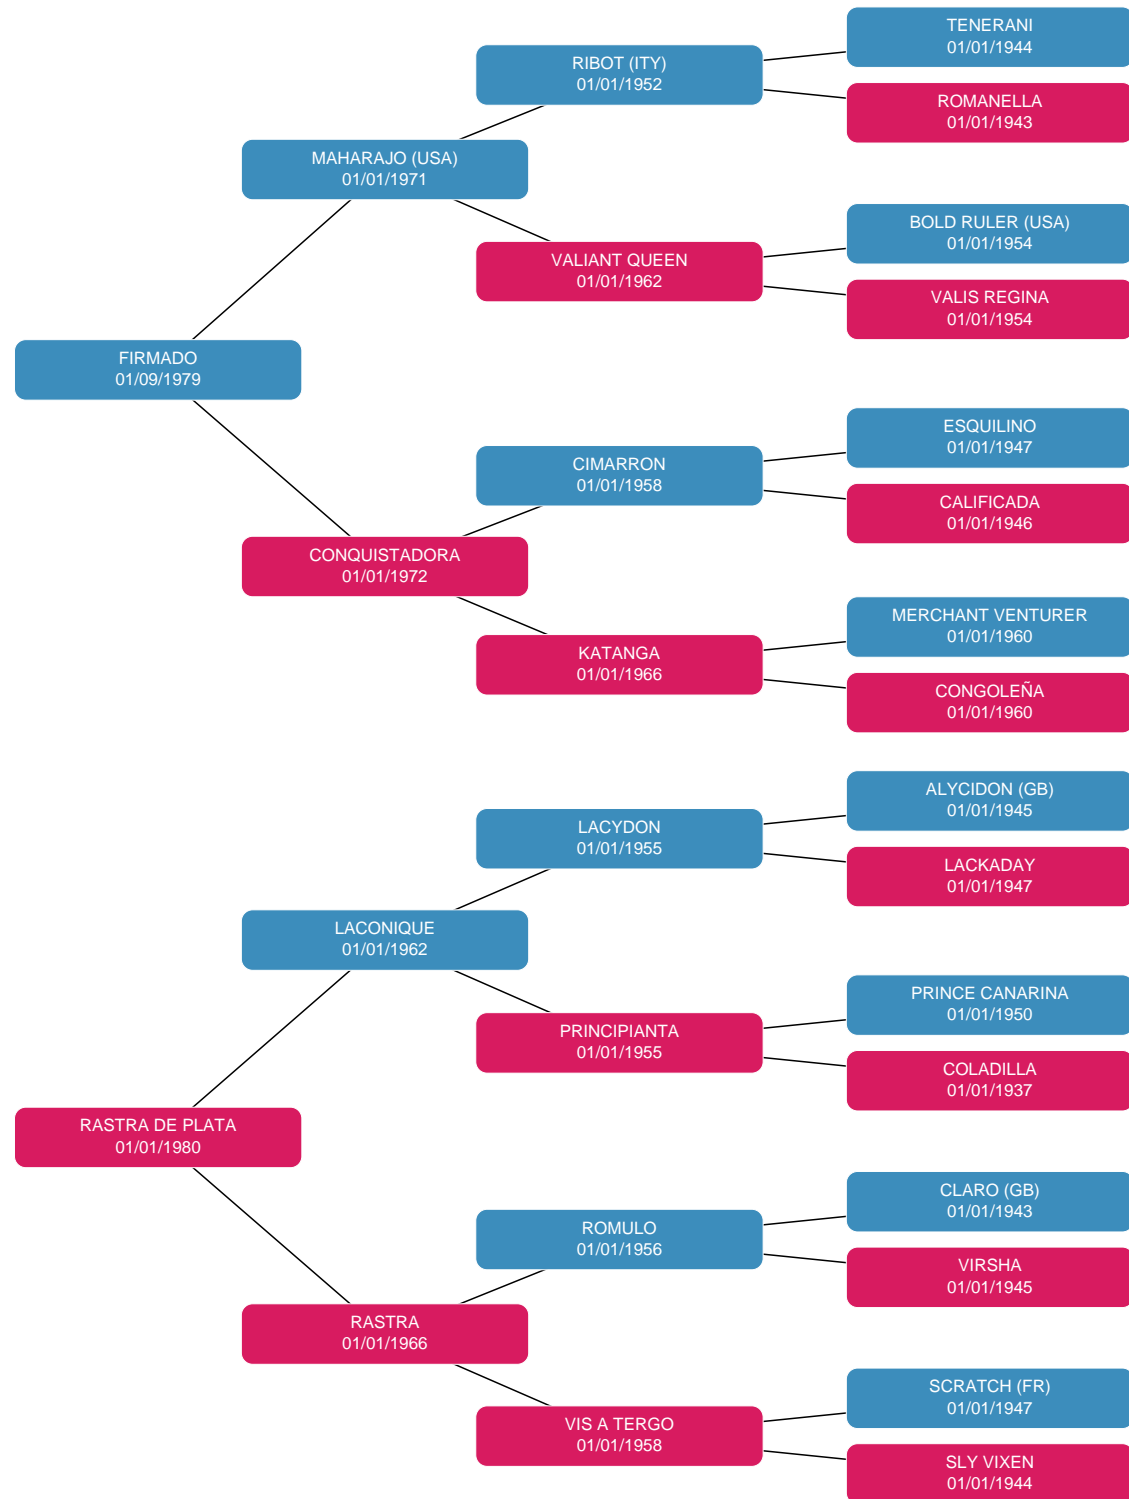 TENERANI
01/01/1944
RIBOT (ITY)
01/01/1952
ROMANELLA
01/01/1943
MAHARAJO (USA)
01/01/1971
BOLD RULER (USA)
01/01/1954
VALIANT QUEEN
01/01/1962
VALIS REGINA
01/01/1954
FIRMADO
01/09/1979
ESQUILINO
01/01/1947
CIMARRON
01/01/1958
CALIFICADA
01/01/1946
CONQUISTADORA
01/01/1972
MERCHANT VENTURER
01/01/1960
KATANGA
01/01/1966
CONGOLEÑA
01/01/1960
ALYCIDON (GB)
01/01/1945
LACYDON
01/01/1955
LACKADAY
01/01/1947
LACONIQUE
01/01/1962
PRINCE CANARINA
01/01/1950
PRINCIPIANTA
01/01/1955
COLADILLA
01/01/1937
RASTRA DE PLATA
01/01/1980
CLARO (GB)
01/01/1943
ROMULO
01/01/1956
VIRSHA
01/01/1945
RASTRA
01/01/1966
SCRATCH (FR)
01/01/1947
VIS A TERGO
01/01/1958
SLY VIXEN
01/01/1944